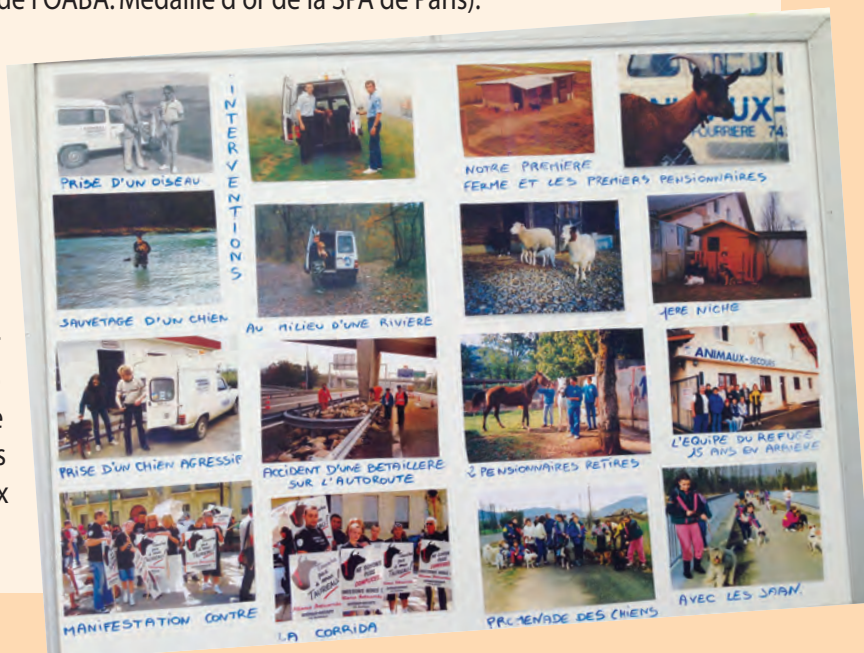 de l'OABA. Médaille d'or de la SPA de Paris).
INTERVENTIONS
PRISE D'UN OISEAU
NOTRE PREMIERE
FERME ET LES PREMIERS PENSIONNAIRES
FOURRIERE 74
SAUVETAGE D'UN CHIEN
AU MILIEU D'UNE RIVIERE
1ERE NICHE
PRISE D'UN CHIEN AGRESSIF
ACCIDENT D'UNE BETAILLERE
SUR L'AUTOROUTE
2 PENSIONNAIRES RETIRES
ANIMAUX-SECOURS
L'EQUIPE DU REFUGE
15 ANS EN ARRIERE
MANIFESTATION CONTRE
LA CORRIDA
PROMENADE DES CHIENS
AVEC LES JAAN.